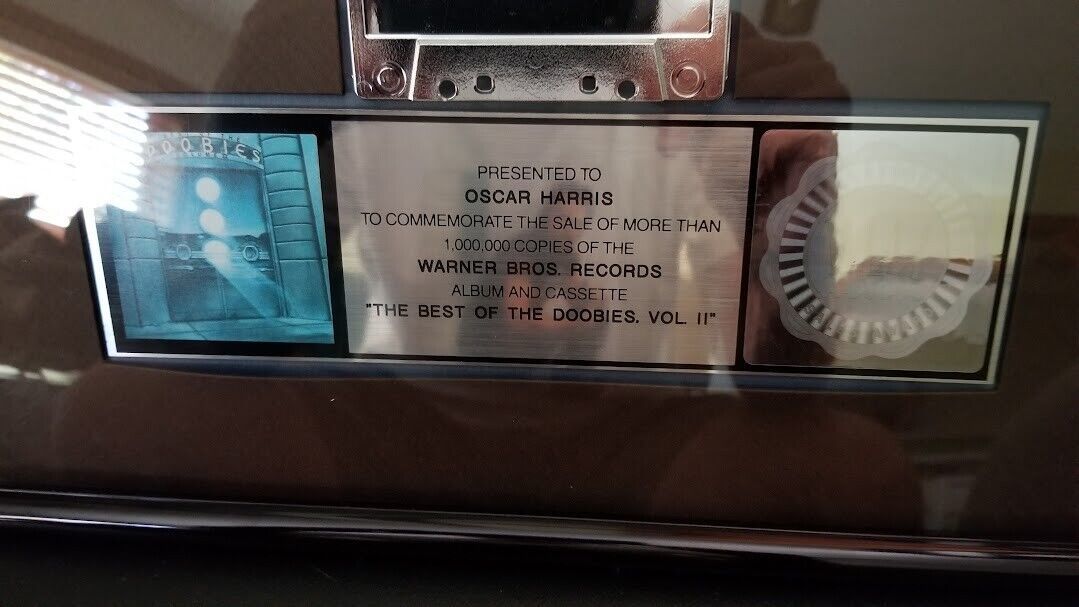 DOOBIES
PRESENTED TO
OSCAR HARRIS
TO COMMEMORATE THE SALE OF MORE THAN
1,000,000 COPIES OF THE
WARNER BROS. RECORDS
ALBUM AND CASSETTE
"THE BEST OF THE DOOBIES. VOL. II"